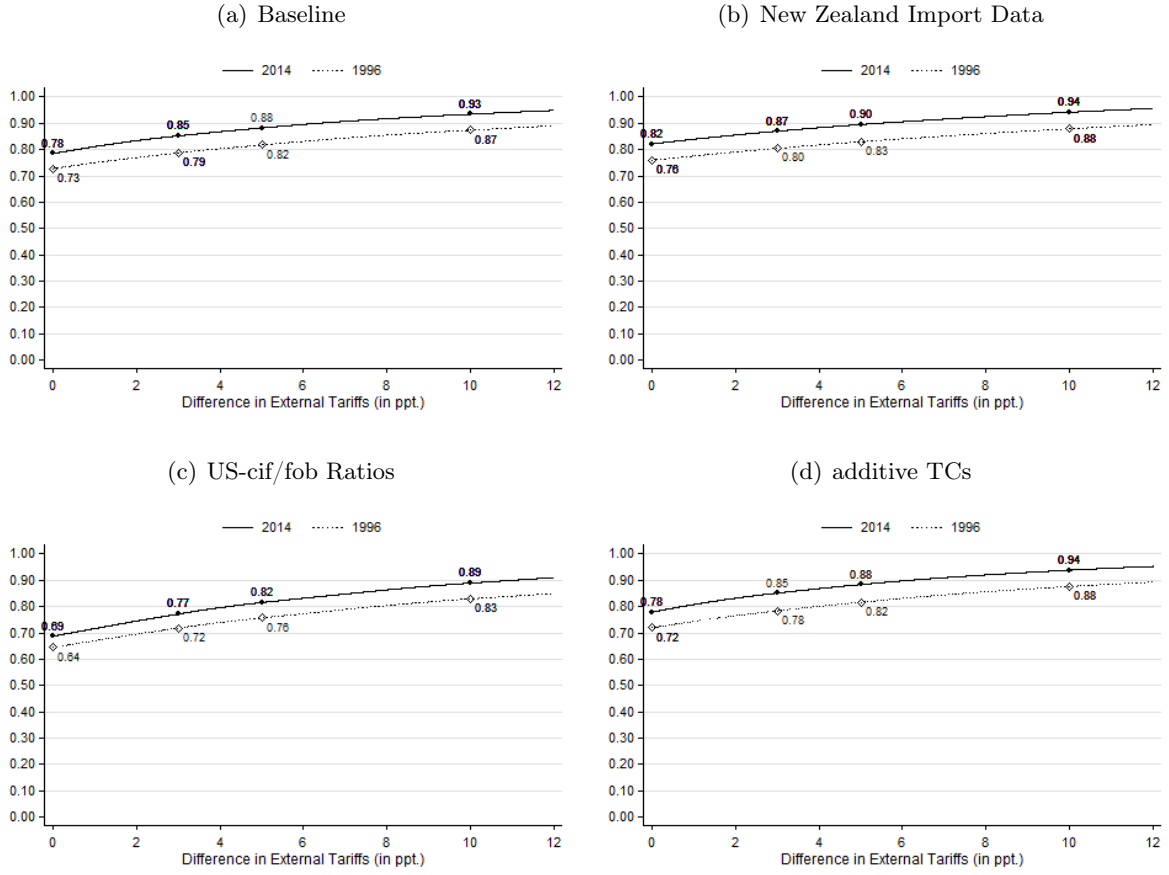 (a) Baseline
2014 1996
1.00
0.90
0.80
0.70
0.60
0.50
0.40
0.30
0.20
0.10
0.00
0.78 0.85 0.88 0.93
0.73 0.79 0.82 0.87
0 2 4 6 8 10 12
Difference in External Tariffs (in ppt.)
(b) New Zealand Import Data
2014 1996
1.00
0.90
0.80
0.70
0.60
0.50
0.40
0.30
0.20
0.10
0.00
0.82 0.87 0.90 0.94
0.76 0.80 0.83 0.88
0 2 4 6 8 10 12
Difference in External Tariffs (in ppt.)
(c) US-cif/fob Ratios
2014 1996
1.00
0.90
0.80
0.70
0.60
0.50
0.40
0.30
0.20
0.10
0.00
0.69 0.77 0.82 0.89
0.64 0.72 0.76 0.83
0 2 4 6 8 10 12
Difference in External Tariffs (in ppt.)
(d) additive TCs
2014 1996
1.00
0.90
0.80
0.70
0.60
0.50
0.40
0.30
0.20
0.10
0.00
0.78 0.85 0.88 0.94
0.72 0.78 0.82 0.88
0 2 4 6 8 10 12
Difference in External Tariffs (in ppt.)